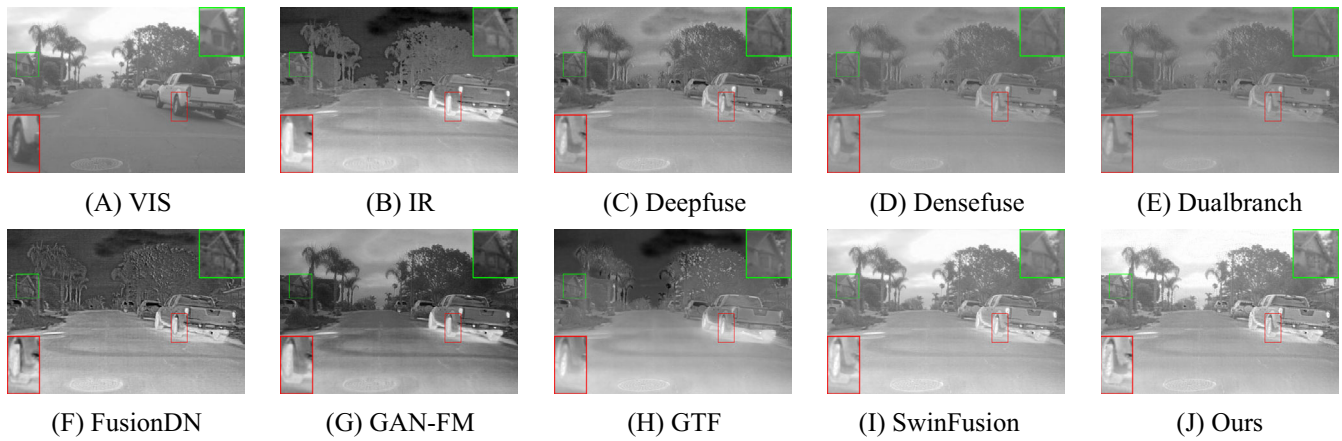 (A) VIS
(B) IR
(C) Deepfuse
(D) Densefuse
(E) Dualbranch
(F) FusionDN
(G) GAN-FM
(H) GTF
(I) SwinFusion
(J) Ours